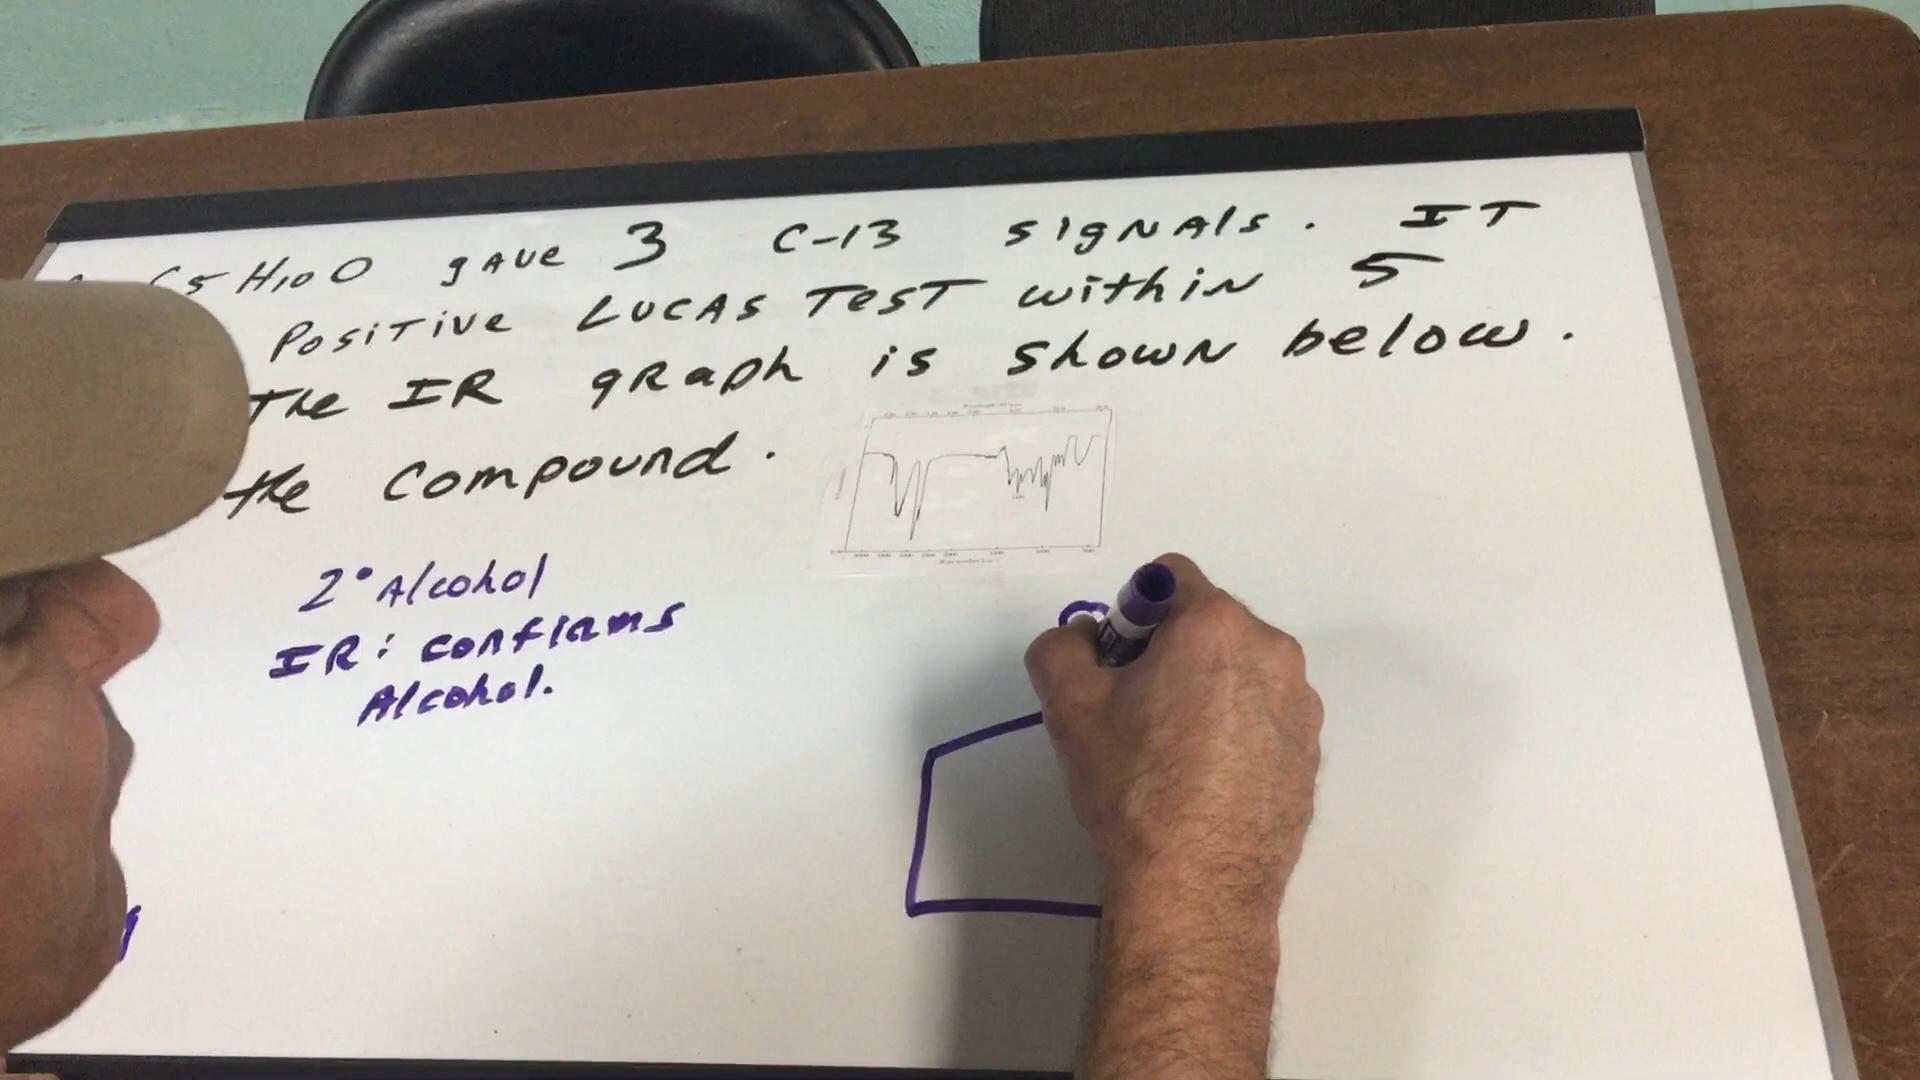 C5H10O gave 3 C-13 signals. IT
Positive Lucas Test within 5
The IR graph is shown below.
the compound.
2° Alcohol
IR: confirms
Alcohol.